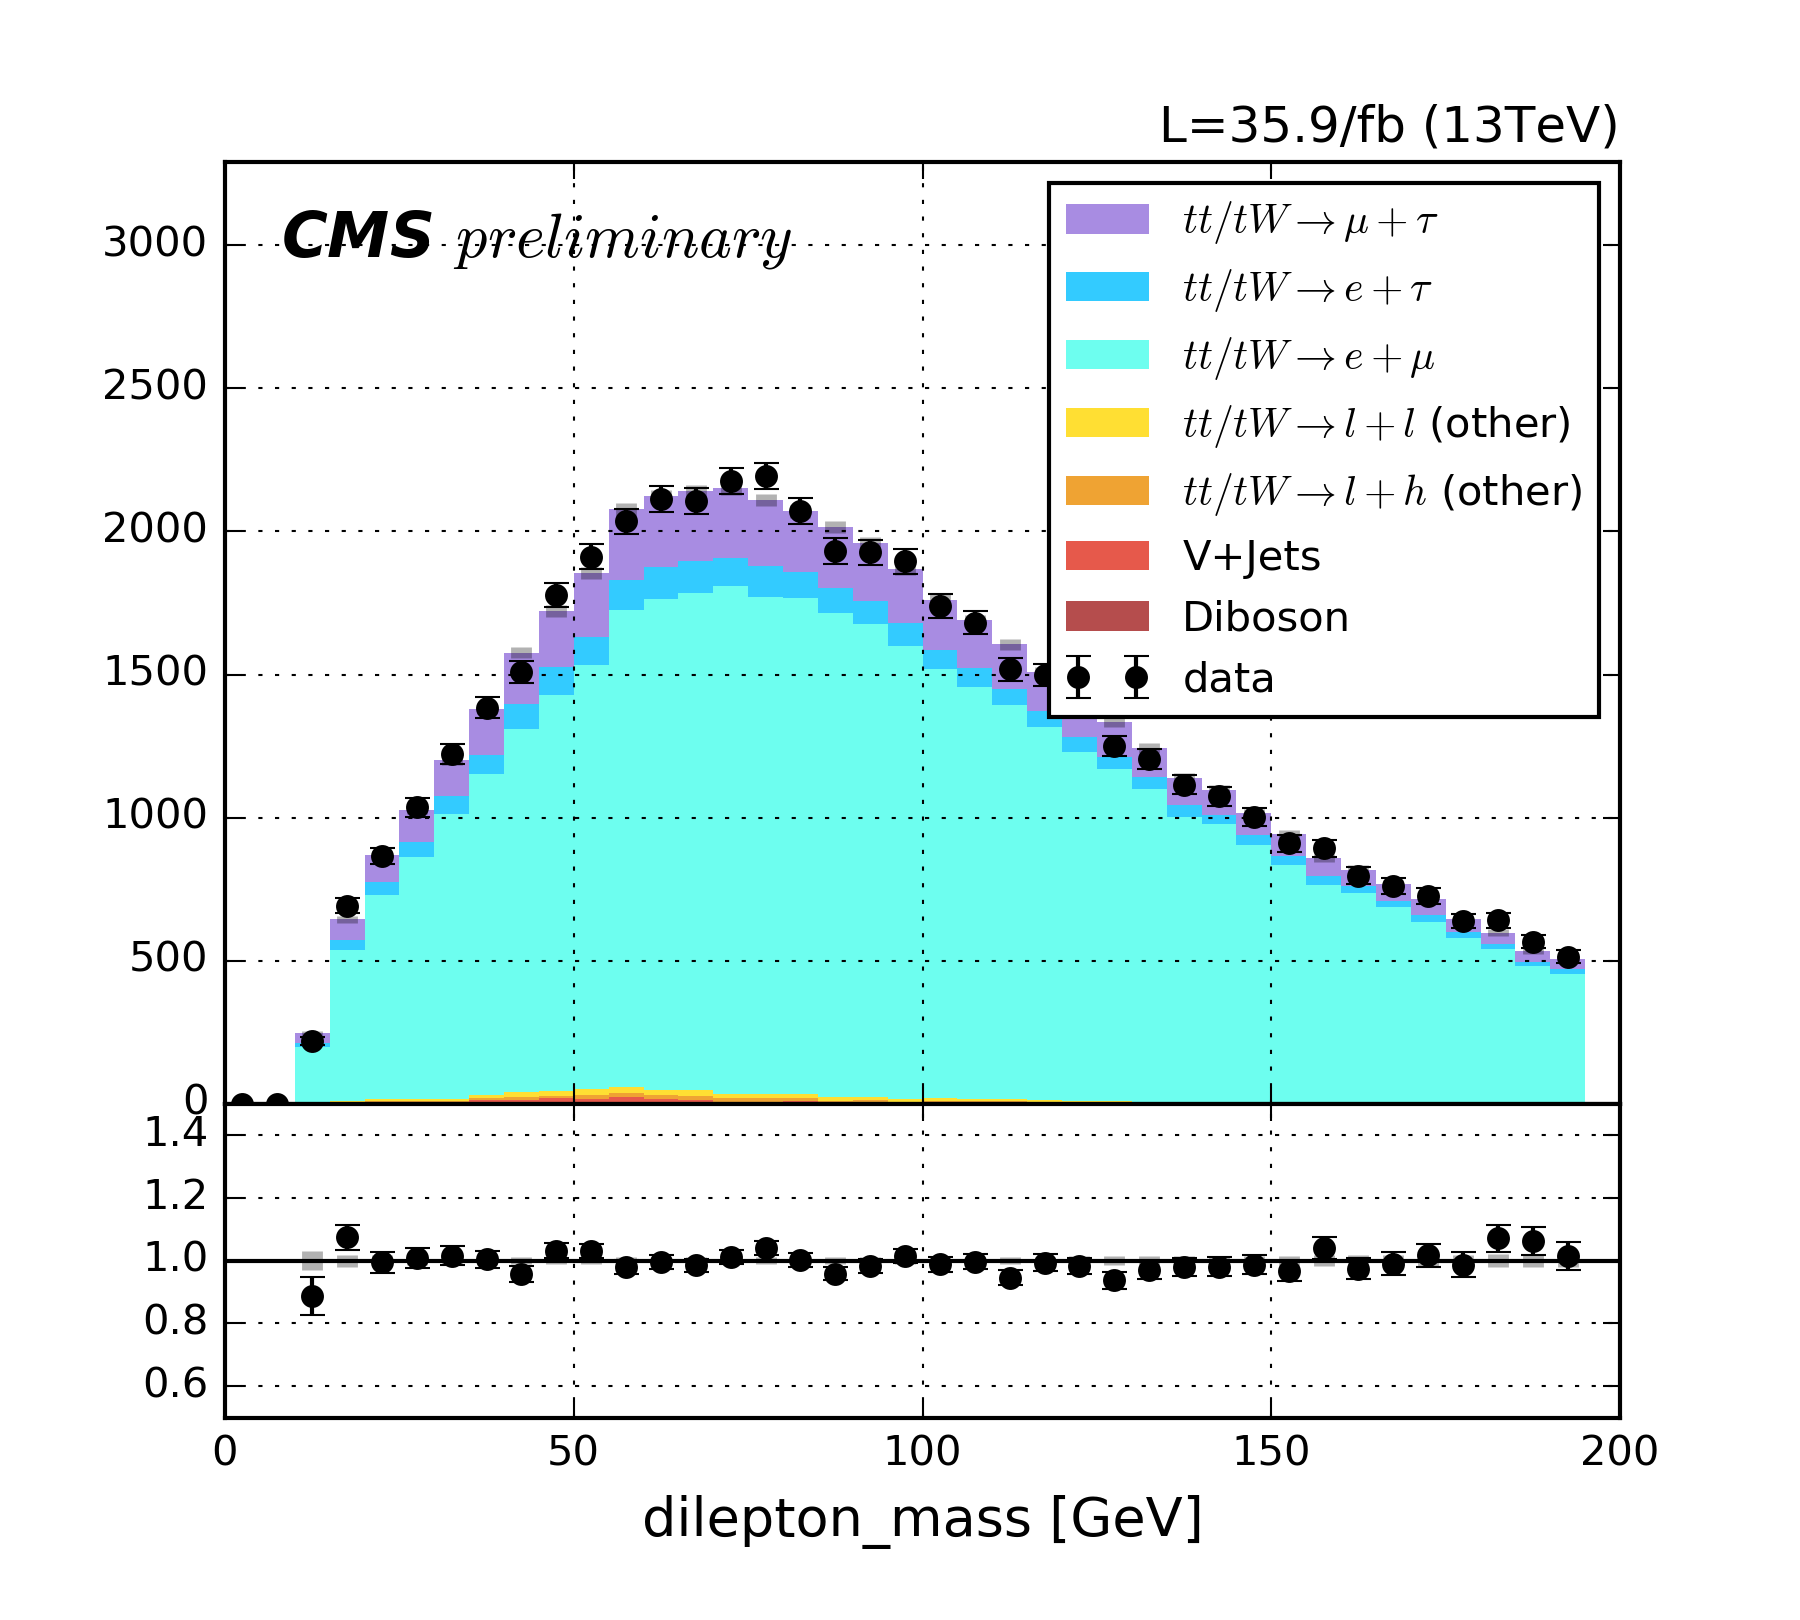 L=35.9/fb (13TeV)
CMS preliminary
tt/tW→μ+τ
tt/tW→e+τ
tt/tW→e+μ
tt/tW→l+l (other)
tt/tW→l+h (other)
V+Jets
Diboson
data
3000
2500
2000
1500
1000
500
0
1.4
1.2
1.0
0.8
0.6
0 50 100 150 200
dilepton_mass [GeV]